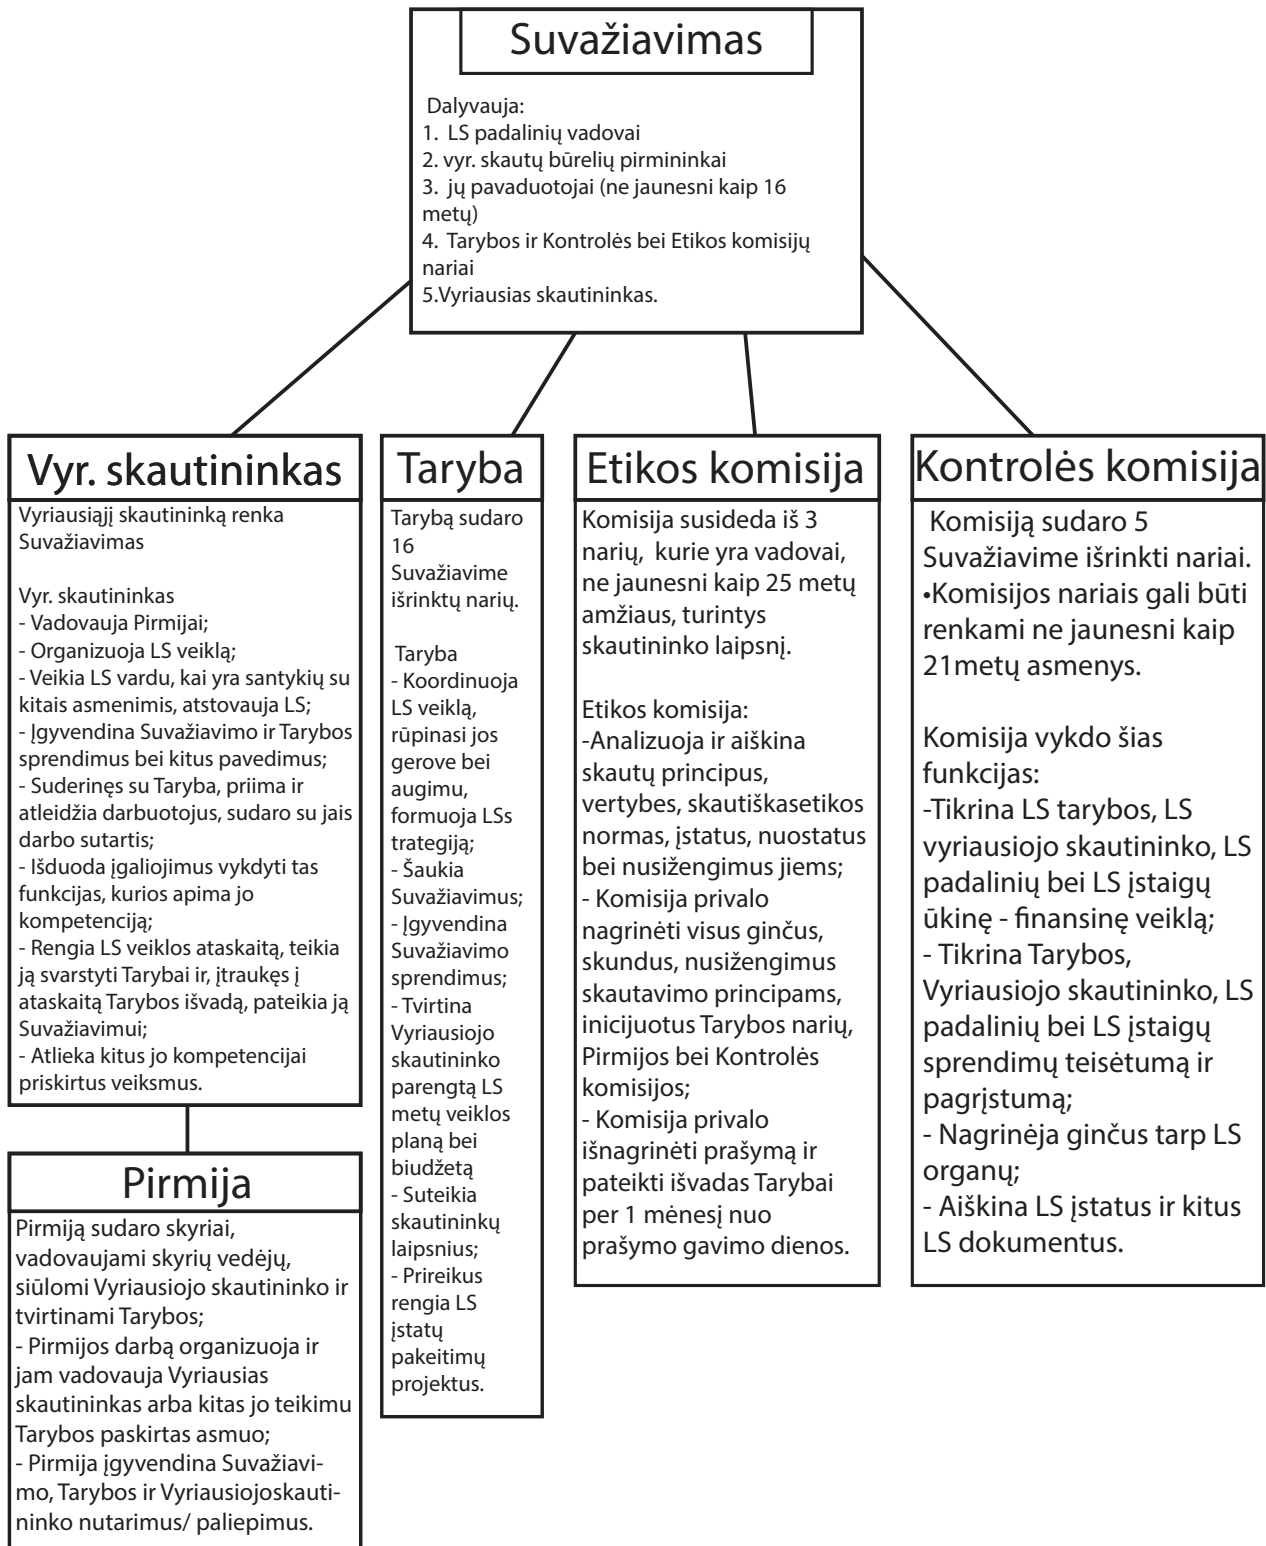 Suvažiavimas
Dalyvauja:
1. LS padalinių vadovai
2. vyr. skautų būrelių pirmininkai
3. jų pavaduotojai (ne jaunesni kaip 16
metų)
4. Tarybos ir Kontrolės bei Etikos komisijų
nariai
5.Vyriausias skautininkas.
Vyr. skautininkas
Vyriausiąjį skautininką renka
Suvažiavimas
Vyr. skautininkas
- Vadovauja Pirmijai;
- Organizuoja LS veiklą;
- Veikia LS vardu, kai yra santykių su
kitais asmenimis, atstovauja LS;
- Įgyvendina Suvažiavimo ir Tarybos
sprendimus bei kitus pavedimus;
- Suderinęs su Taryba, priima ir
atleidžia darbuotojus, sudaro su jais
darbo sutartis;
- Išduoda įgaliojimus vykdyti tas
funkcijas, kurios apima jo
kompetenciją;
- Rengia LS veiklos ataskaitą, teikia
ją svarstyti Tarybai ir, įtraukęs į
ataskaitą Tarybos išvadą, pateikia ją
Suvažiavimui;
- Atlieka kitus jo kompetencijai
priskirtus veiksmus.
Pirmija
Pirmiją sudaro skyriai,
vadovaujami skyrių vedėjų,
siūlomi Vyriausiojo skautininko ir
tvirtinami Tarybos;
- Pirmijos darbą organizuoja ir
jam vadovauja Vyriausias
skautininkas arba kitas jo teikimu
Tarybos paskirtas asmuo;
- Pirmija įgyvendina Suvažiavi-
mo, Tarybos ir Vyriausiojoskauti-
ninko nutarimus/ paliepimus.
Taryba
Tarybą sudaro
16
Suvažiavime
išrinktų narių.
Taryba
- Koordinuoja
LS veiklą,
rūpinasi jos
gerove bei
augimu,
formuoja LSs
trategiją;
- Šaukia
Suvažiavimus;
- Įgyvendina
Suvažiavimo
sprendimus;
- Tvirtina
Vyriausiojo
skautininko
parengtą LS
metų veiklos
planą bei
biudžetą
- Suteikia
skautininkų
laipsnius;
- Prireikus
rengia LS
įstatų
pakeitimų
projektus.
Etikos komisija
Komisija susideda iš 3
narių, kurie yra vadovai,
ne jaunesni kaip 25 metų
amžiaus, turintys
skautininko laipsnį.
Etikos komisija:
-Analizuoja ir aiškina
skautų principus,
vertybes, skautiškasetikos
normas, įstatus, nuostatus
bei nusižengimus jiems;
- Komisija privalo
nagrinėti visus ginčus,
skundus, nusižengimus
skautavimo principams,
inicijuotus Tarybos narių,
Pirmijos bei Kontrolės
komisijos;
- Komisija privalo
išnagrinėti prašymą ir
pateikti išvadas Tarybai
per 1 mėnesį nuo
prašymo gavimo dienos.
Kontrolės komisija
Komisiją sudaro 5
Suvažiavime išrinkti nariai.
•Komisijos nariais gali būti
renkami ne jaunesni kaip
21metų asmenys.
Komisija vykdo šias
funkcijas:
-Tikrina LS tarybos, LS
vyriausiojo skautininko, LS
padalinių bei LS įstaigų
ūkinę - finansinę veiklą;
- Tikrina Tarybos,
Vyriausiojo skautininko, LS
padalinių bei LS įstaigų
sprendimų teisėtumą ir
pagrįstumą;
- Nagrinėja ginčus tarp LS
organų;
- Aiškina LS įstatus ir kitus
LS dokumentus.